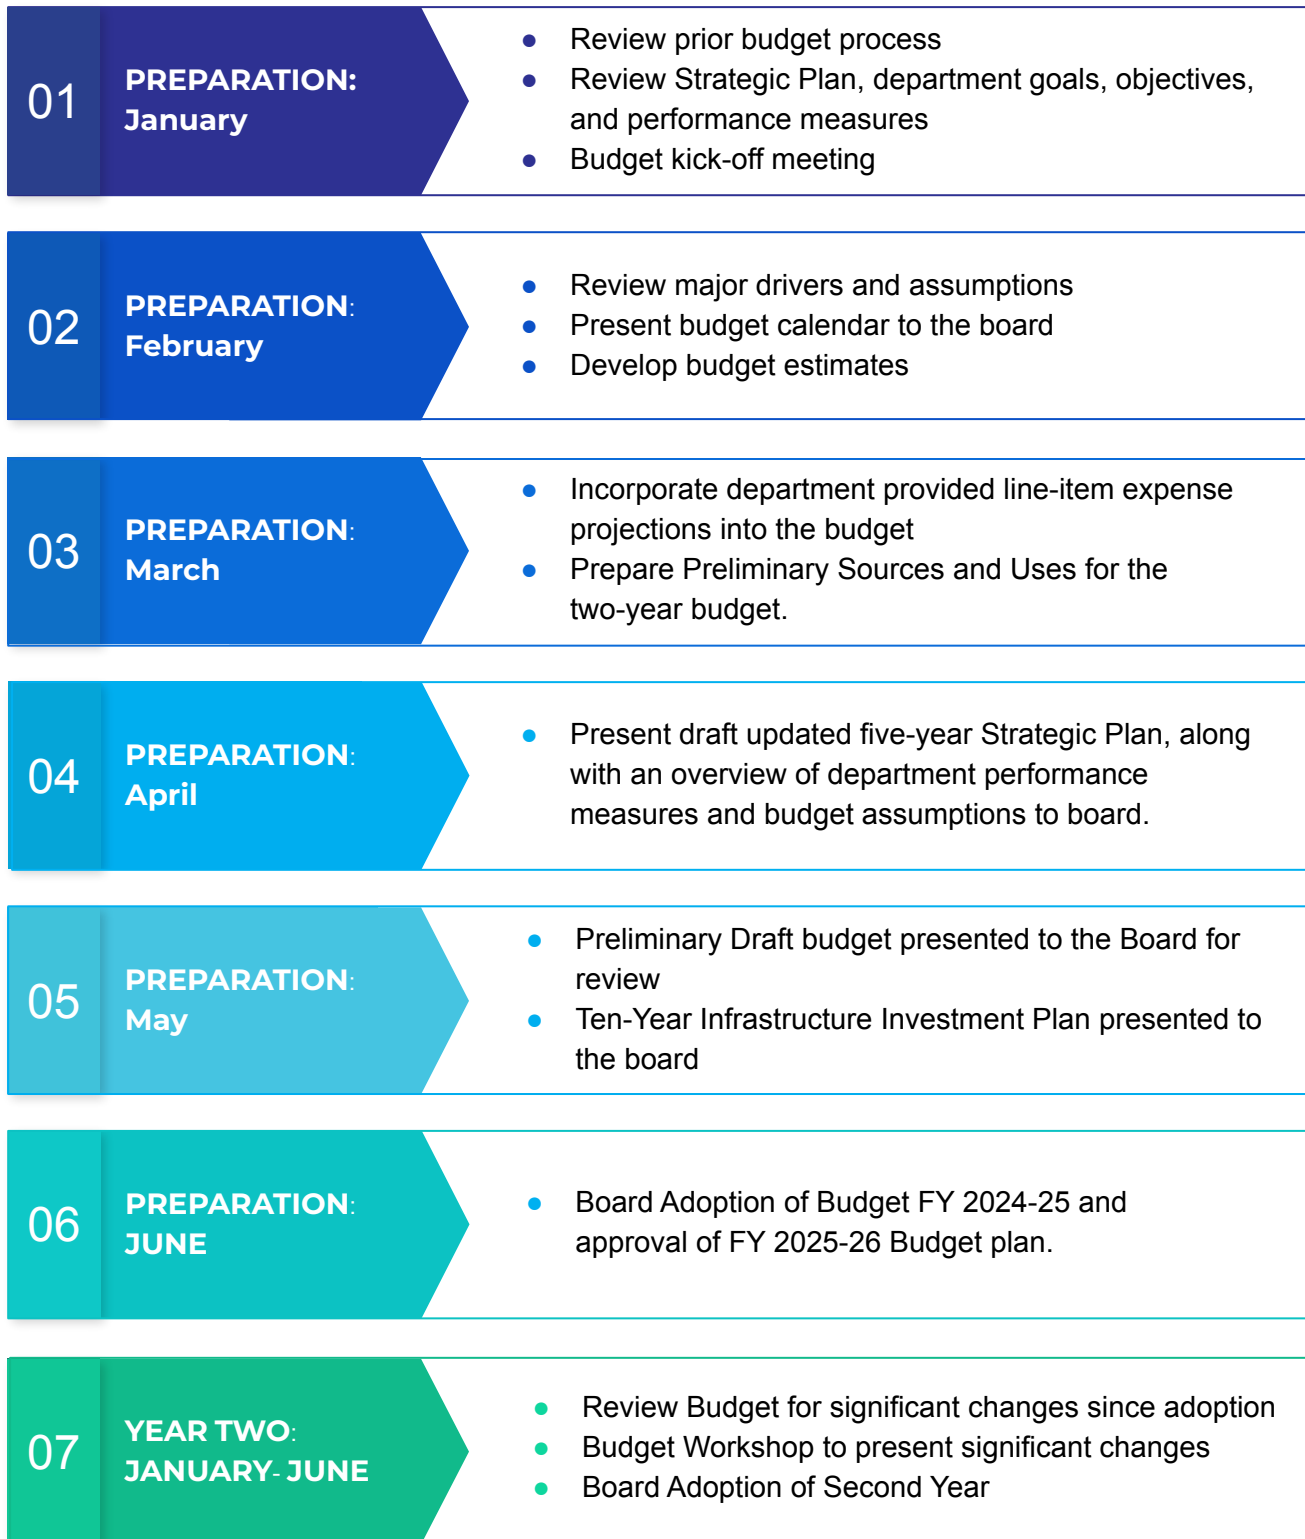 01
PREPARATION:
January
● Review prior budget process
● Review Strategic Plan, department goals, objectives,
and performance measures
● Budget kick-off meeting
02
PREPARATION:
February
● Review major drivers and assumptions
● Present budget calendar to the board
● Develop budget estimates
03
PREPARATION:
March
● Incorporate department provided line-item expense
projections into the budget
● Prepare Preliminary Sources and Uses for the
two-year budget.
04
PREPARATION:
April
● Present draft updated five-year Strategic Plan, along
with an overview of department performance
measures and budget assumptions to board.
05
PREPARATION:
May
● Preliminary Draft budget presented to the Board for
review
● Ten-Year Infrastructure Investment Plan presented to
the board
06
PREPARATION:
JUNE
● Board Adoption of Budget FY 2024-25 and
approval of FY 2025-26 Budget plan.
07
YEAR TWO:
JANUARY- JUNE
● Review Budget for significant changes since adoption
● Budget Workshop to present significant changes
● Board Adoption of Second Year